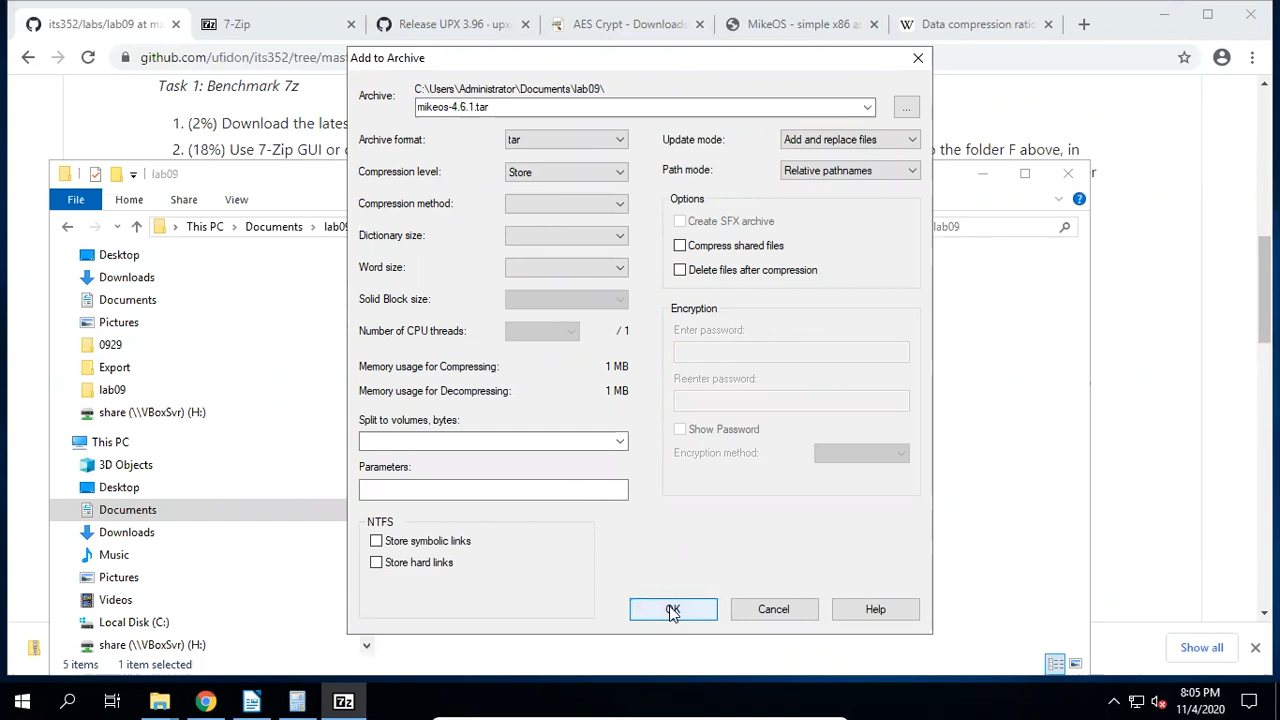 its352/labs/lab09 at ma
7-Zip
Release UPX 3.96 · upx
AES Crypt - Downloads
MikeOS - simple x86 as
Data compression ratio
github.com/ufidon/its352/tree/mast
Task 1: Benchmark 7z
1. (2%) Download the lates
2. (18%) Use 7-Zip GUI or c
o the folder F above, in
er
lab09
File
Home
Share
View
This PC
Documents
lab09
lab09
Desktop
Downloads
Documents
Pictures
0929
Export
lab09
share (\\VBoxSvr) (H:)
This PC
3D Objects
Desktop
Documents
Downloads
Music
Pictures
Videos
Local Disk (C:)
share (\\VBoxSvr) (H:)
5 items 1 item selected
Add to Archive
Archive:
C:\Users\Administrator\Documents\lab09\
mikeos-4.6.1.tar
...
Archive format: tar
Compression level: Store
Compression method:
Dictionary size:
Word size:
Solid Block size:
Number of CPU threads: / 1
Memory usage for Compressing: 1 MB
Memory usage for Decompressing: 1 MB
Split to volumes, bytes:
Parameters:
NTFS
Store symbolic links
Store hard links
Update mode: Add and replace files
Path mode: Relative pathnames
Options
Create SFX archive
Compress shared files
Delete files after compression
Encryption
Enter password:
Reenter password:
Show Password
Encryption method:
OK
Cancel
Help
Show all
7z
8:05 PM
11/4/2020